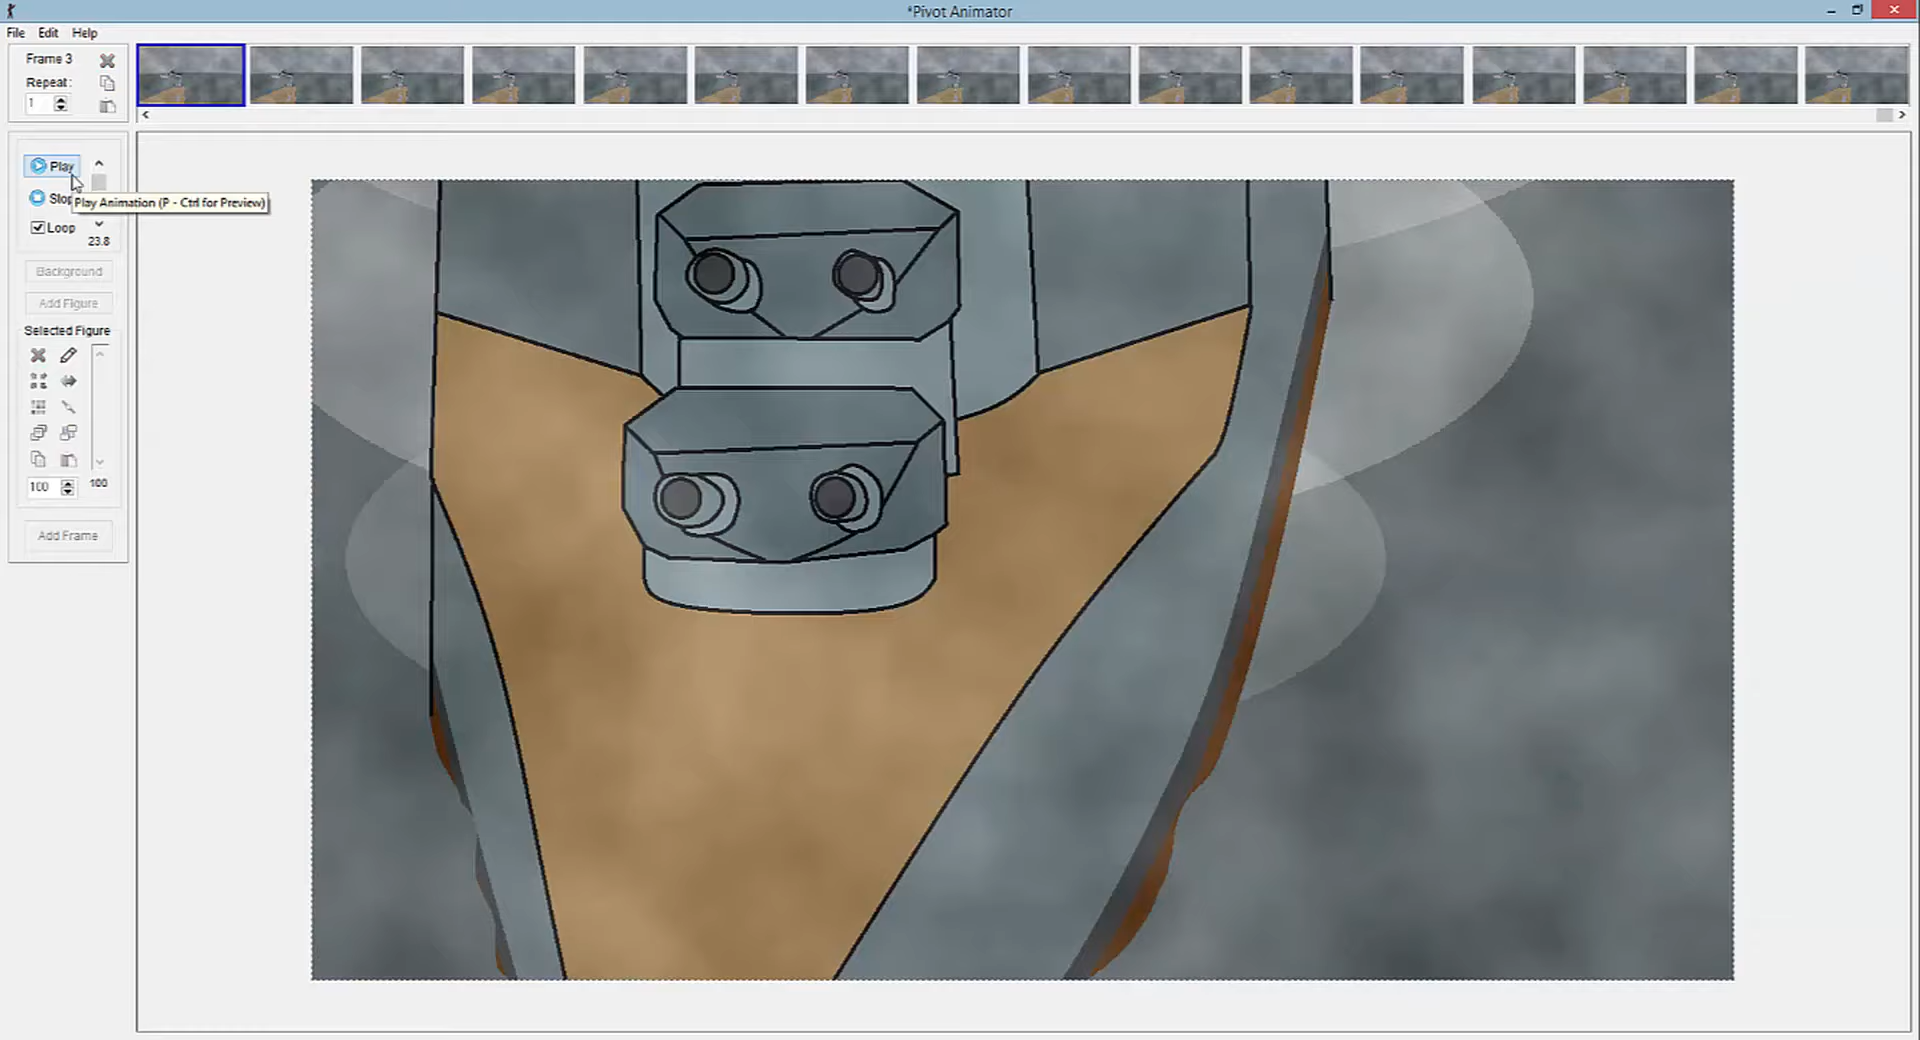 *Pivot Animator
File Edit Help
Frame 3
Repeat:
1
Play
Stop
Play Animation (P - Ctrl for Preview)
Loop
23.8
Background
Add Figure
Selected Figure
100
100
Add Frame